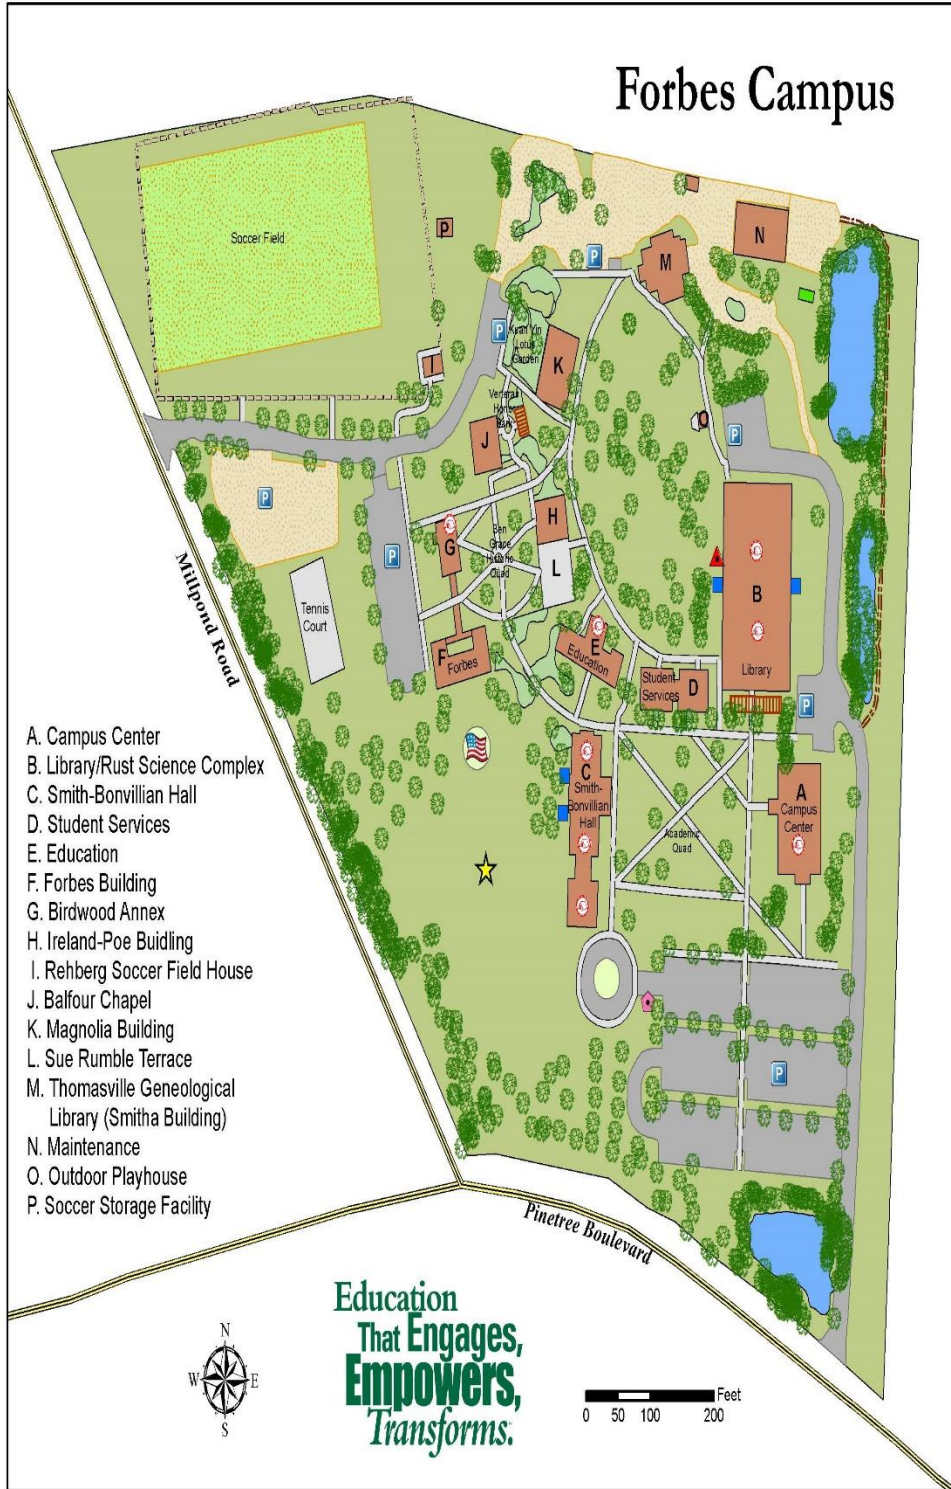 Forbes Campus
Soccer Field
P
N
M
P
P
Kuan Yin
Lotus
Garden
K
I
Veteran
Honor
Park
O
P
J
P
H
Ben
Grace
Historic
Quad
G
P
L
B
Millpond Road
Tennis
Court
E
Education
F
Forbes
Library
Student
Services
D
P
A. Campus Center
B. Library/Rust Science Complex
C. Smith-Bonvillian Hall
D. Student Services
E. Education
F. Forbes Building
G. Birdwood Annex
H. Ireland-Poe Buidling
I. Rehberg Soccer Field House
J. Balfour Chapel
K. Magnolia Building
L. Sue Rumble Terrace
M. Thomasville Geneological
Library (Smitha Building)
N. Maintenance
O. Outdoor Playhouse
P. Soccer Storage Facility
C
Smith-
Bonvillian
Hall
A
Campus
Center
Academic
Quad
P
Pinetree Boulevard
Education
That Engages,
Empowers,
Transforms.
N
W E
S
Feet
0 50 100 200